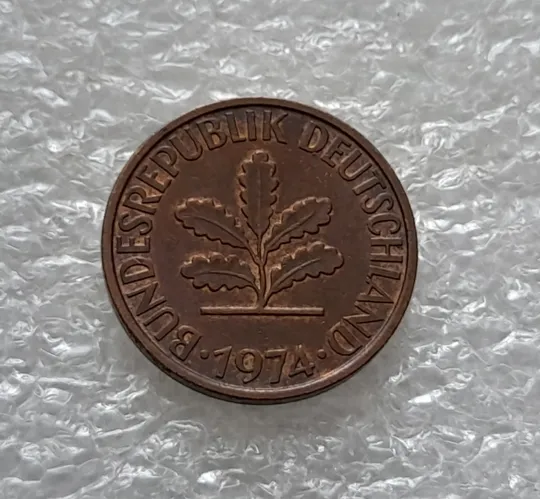 BUNDESREPUBLIK DEUTSCHLAND
· 1974 ·